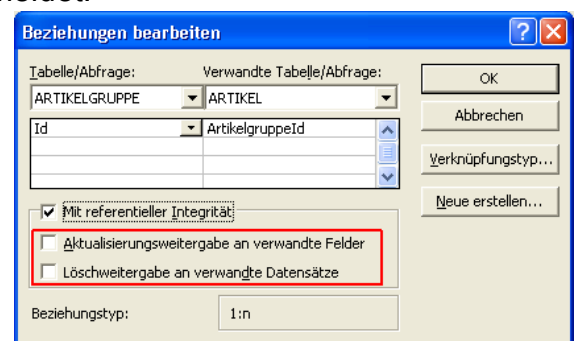 Beziehungen bearbeiten
Tabelle/Abfrage: Verwandte Tabelle/Abfrage:
ARTIKELGRUPPE ARTIKEL
Id ArtikelgruppeId
Mit referentieller Integrität
Aktualisierungsweitergabe an verwandte Felder
Löschweitergabe an verwandte Datensätze
Beziehungstyp: 1:n
OK
Abbrechen
Verknüpfungstyp...
Neue erstellen...